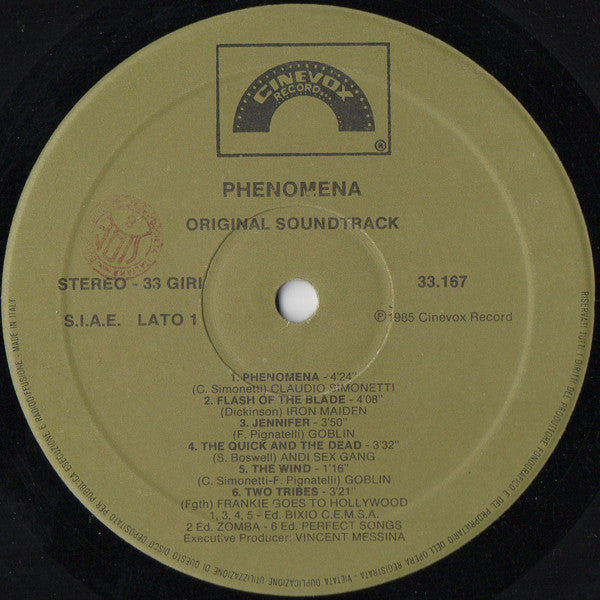 CINEVOX
RECORD
®
PHENOMENA
ORIGINAL SOUNDTRACK
STEREO - 33 GIRI
33.167
S.I.A.E. LATO 1
℗1985 Cinevox Record
1. PHENOMENA - 4'24"
(C. Simonetti) CLAUDIO SIMONETTI
2. FLASH OF THE BLADE - 4'08"
(Dickinson) IRON MAIDEN
3. JENNIFER - 3'50"
(F. Pignatelli) GOBLIN
4. THE QUICK AND THE DEAD - 3'32"
(S. Boswell) ANDI SEX GANG
5. THE WIND - 1'16"
(C. Simonetti-F. Pignatelli) GOBLIN
6. TWO TRIBES - 3'21"
(Fgth) FRANKIE GOES TO HOLLYWOOD
1, 3, 4, 5 - Ed. BIXIO C.E.M.S.A.
2 Ed. ZOMBA - 6 Ed. PERFECT SONGS
Executive Producer: VINCENT MESSINA
RISERVATI TUTTI I DIRITTI DEL PRODUTTORE FONOGRAFICO E DEL PROPRIETARIO DELL'OPERA REGISTRATA - VIETATA DUPLICAZIONE UTILIZZAZIONE DI QUESTO DISCO DEPOSITATO PER PUBBLICA ESECUZIONE E RADIODIFFUSIONE. MADE IN ITALY